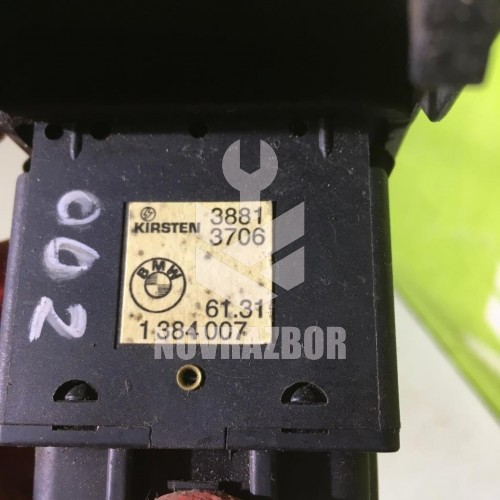 KIRSTEN 3881
3706
BMW
61.31
1 384 007
NOVRAZBOR
002